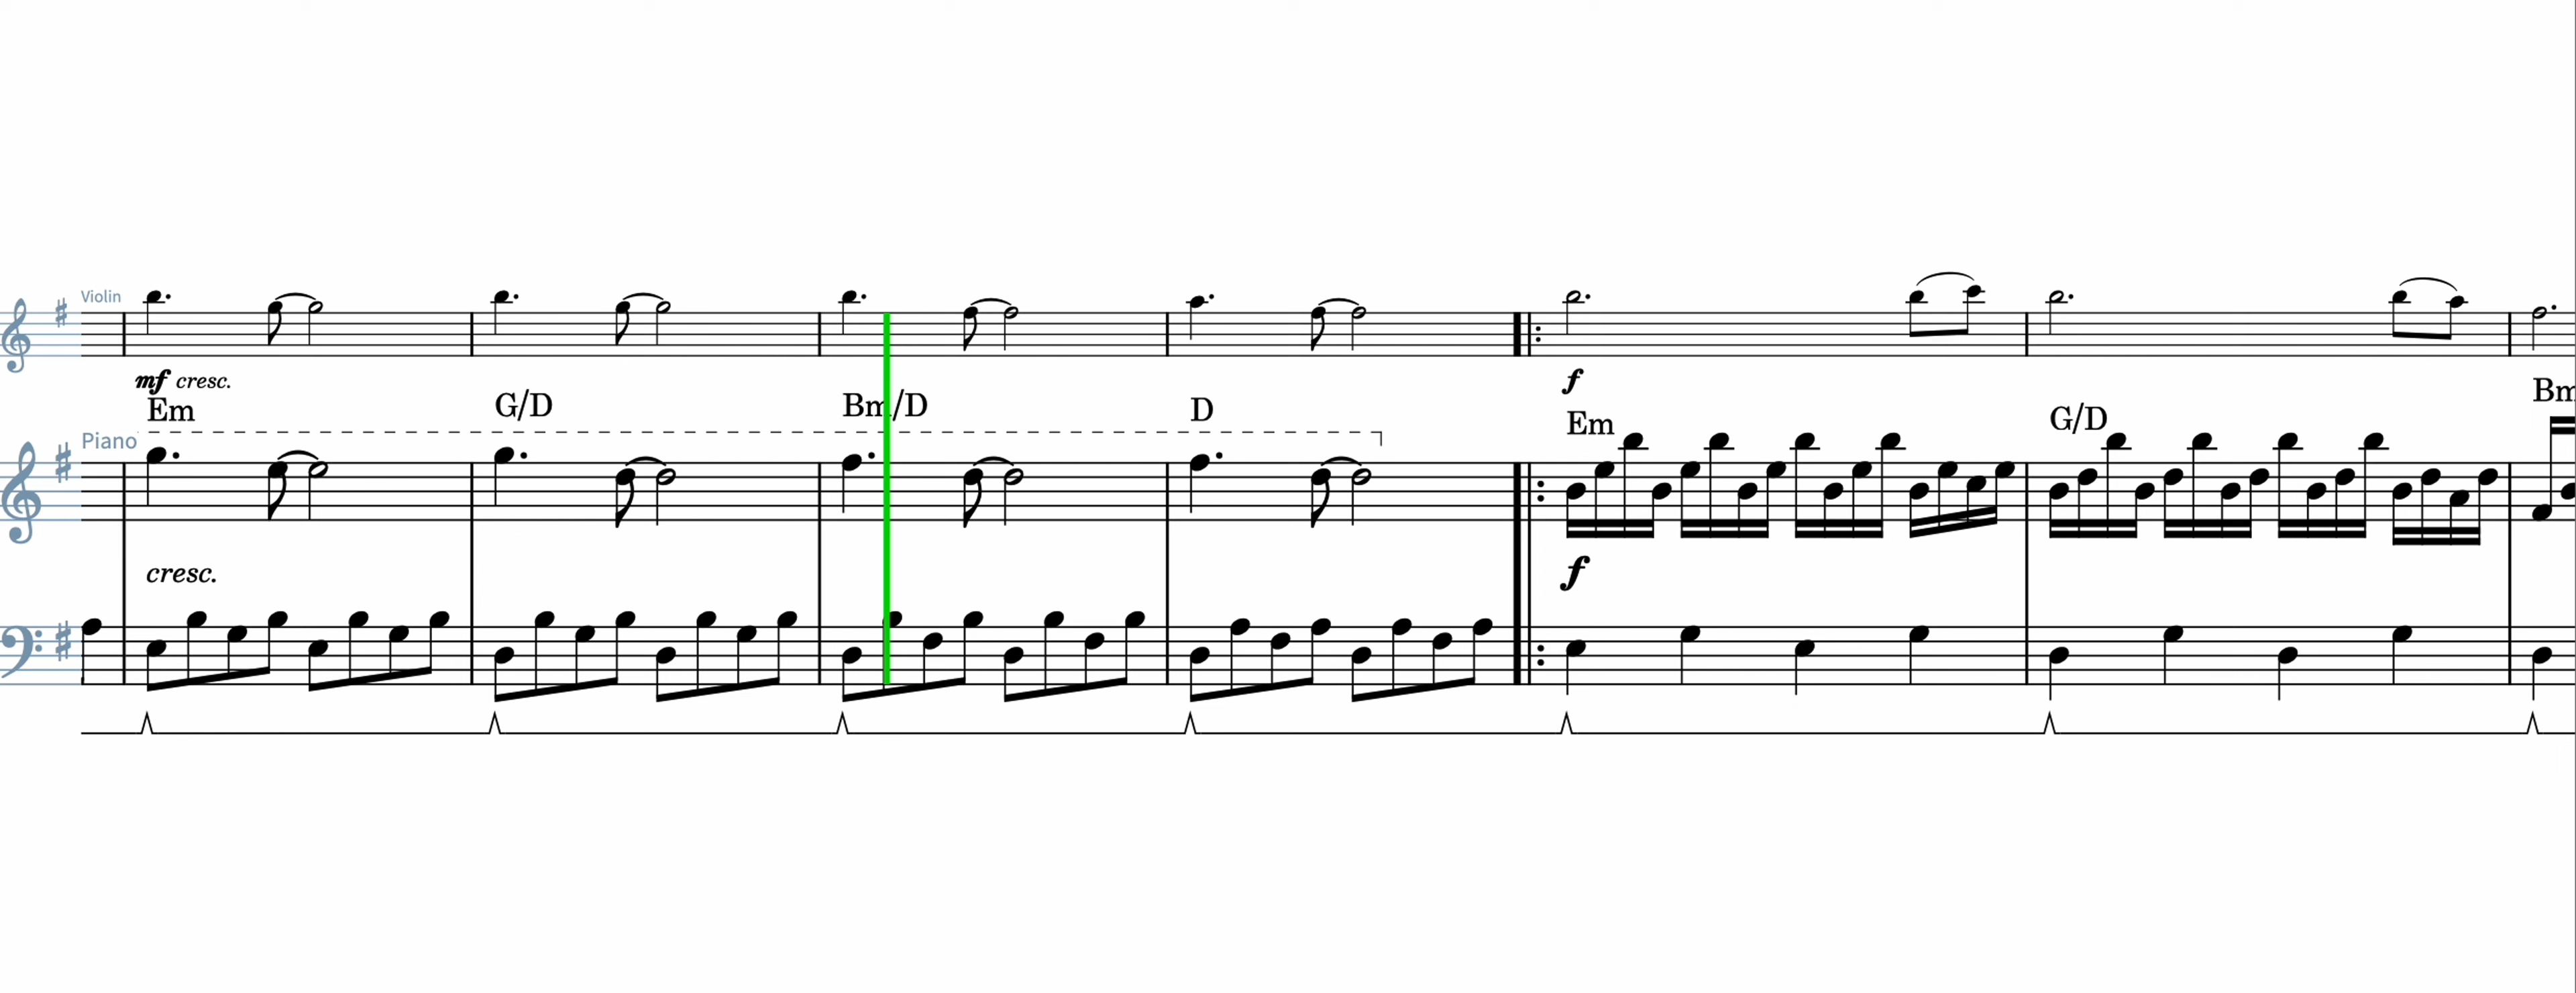 Violin
mf cresc.
Em G/D Bm/D D Em G/D Bm
Piano
cresc.
f
f